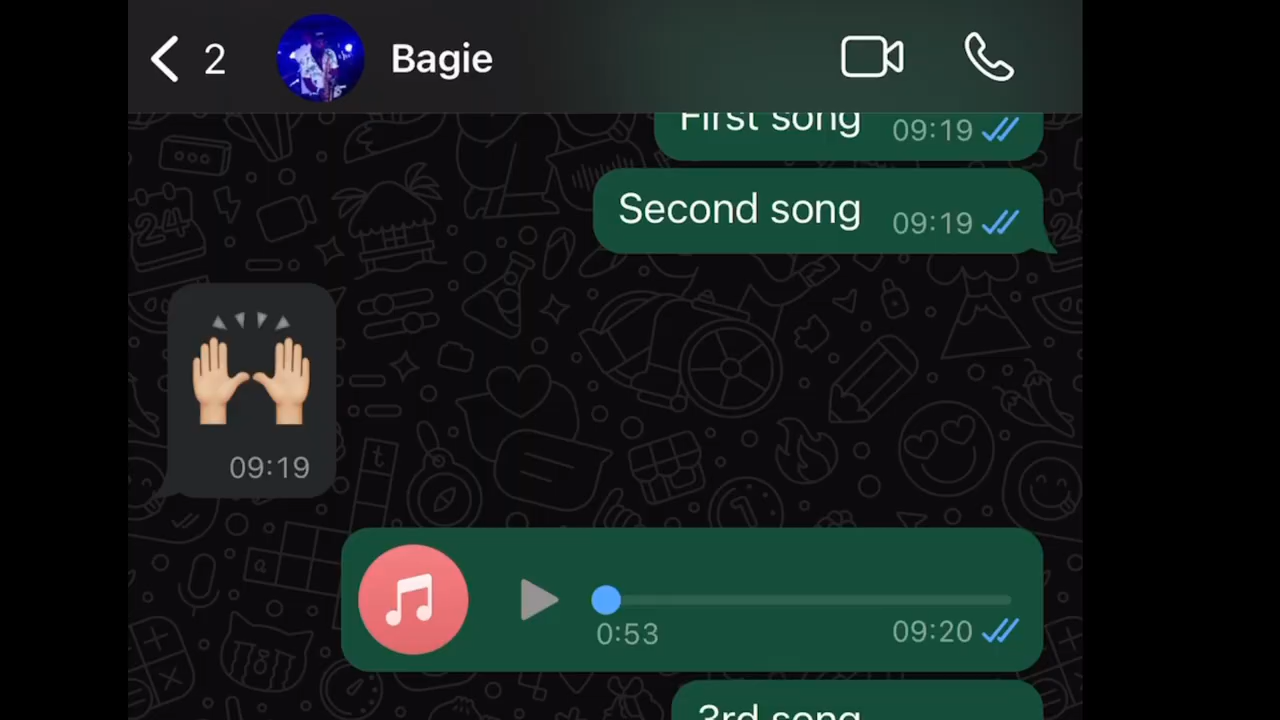 2 Bagie
First song 09:19
Second song 09:19
09:19
0:53 09:20
3rd song